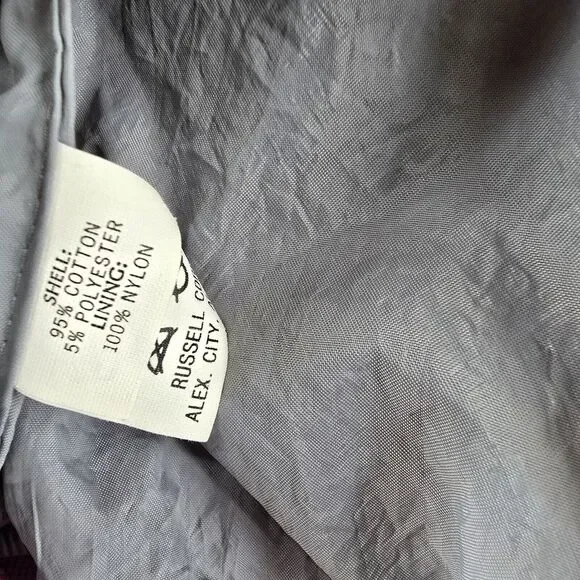 SHELL:
95% COTTON
5% POLYESTER
LINING:
100% NYLON
RUSSELL
ALEX. CITY,